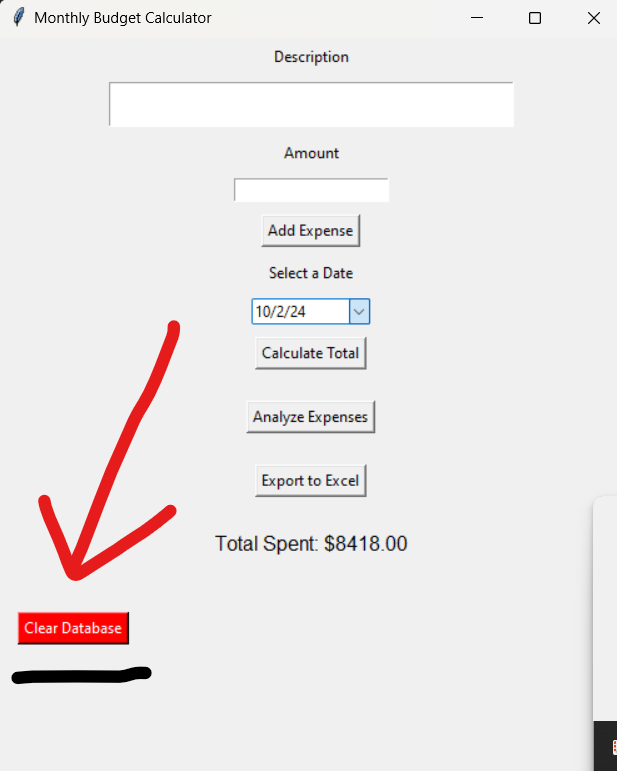 Monthly Budget Calculator
Description
Amount
Add Expense
Select a Date
10/2/24
Calculate Total
Analyze Expenses
Export to Excel
Total Spent: $8418.00
Clear Database